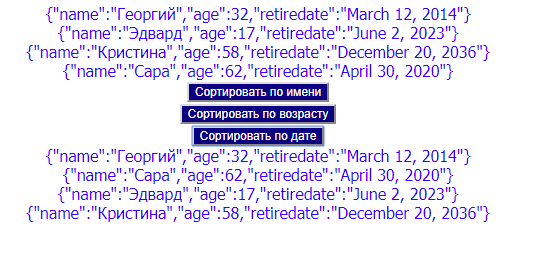 {"name":"Георгий","age":32,"retiredate":"March 12, 2014"}
{"name":"Эдвард","age":17,"retiredate":"June 2, 2023"}
{"name":"Кристина","age":58,"retiredate":"December 20, 2036"}
{"name":"Сара","age":62,"retiredate":"April 30, 2020"}
Сортировать по имени
Сортировать по возрасту
Сортировать по дате
{"name":"Георгий","age":32,"retiredate":"March 12, 2014"}
{"name":"Сара","age":62,"retiredate":"April 30, 2020"}
{"name":"Эдвард","age":17,"retiredate":"June 2, 2023"}
{"name":"Кристина","age":58,"retiredate":"December 20, 2036"}